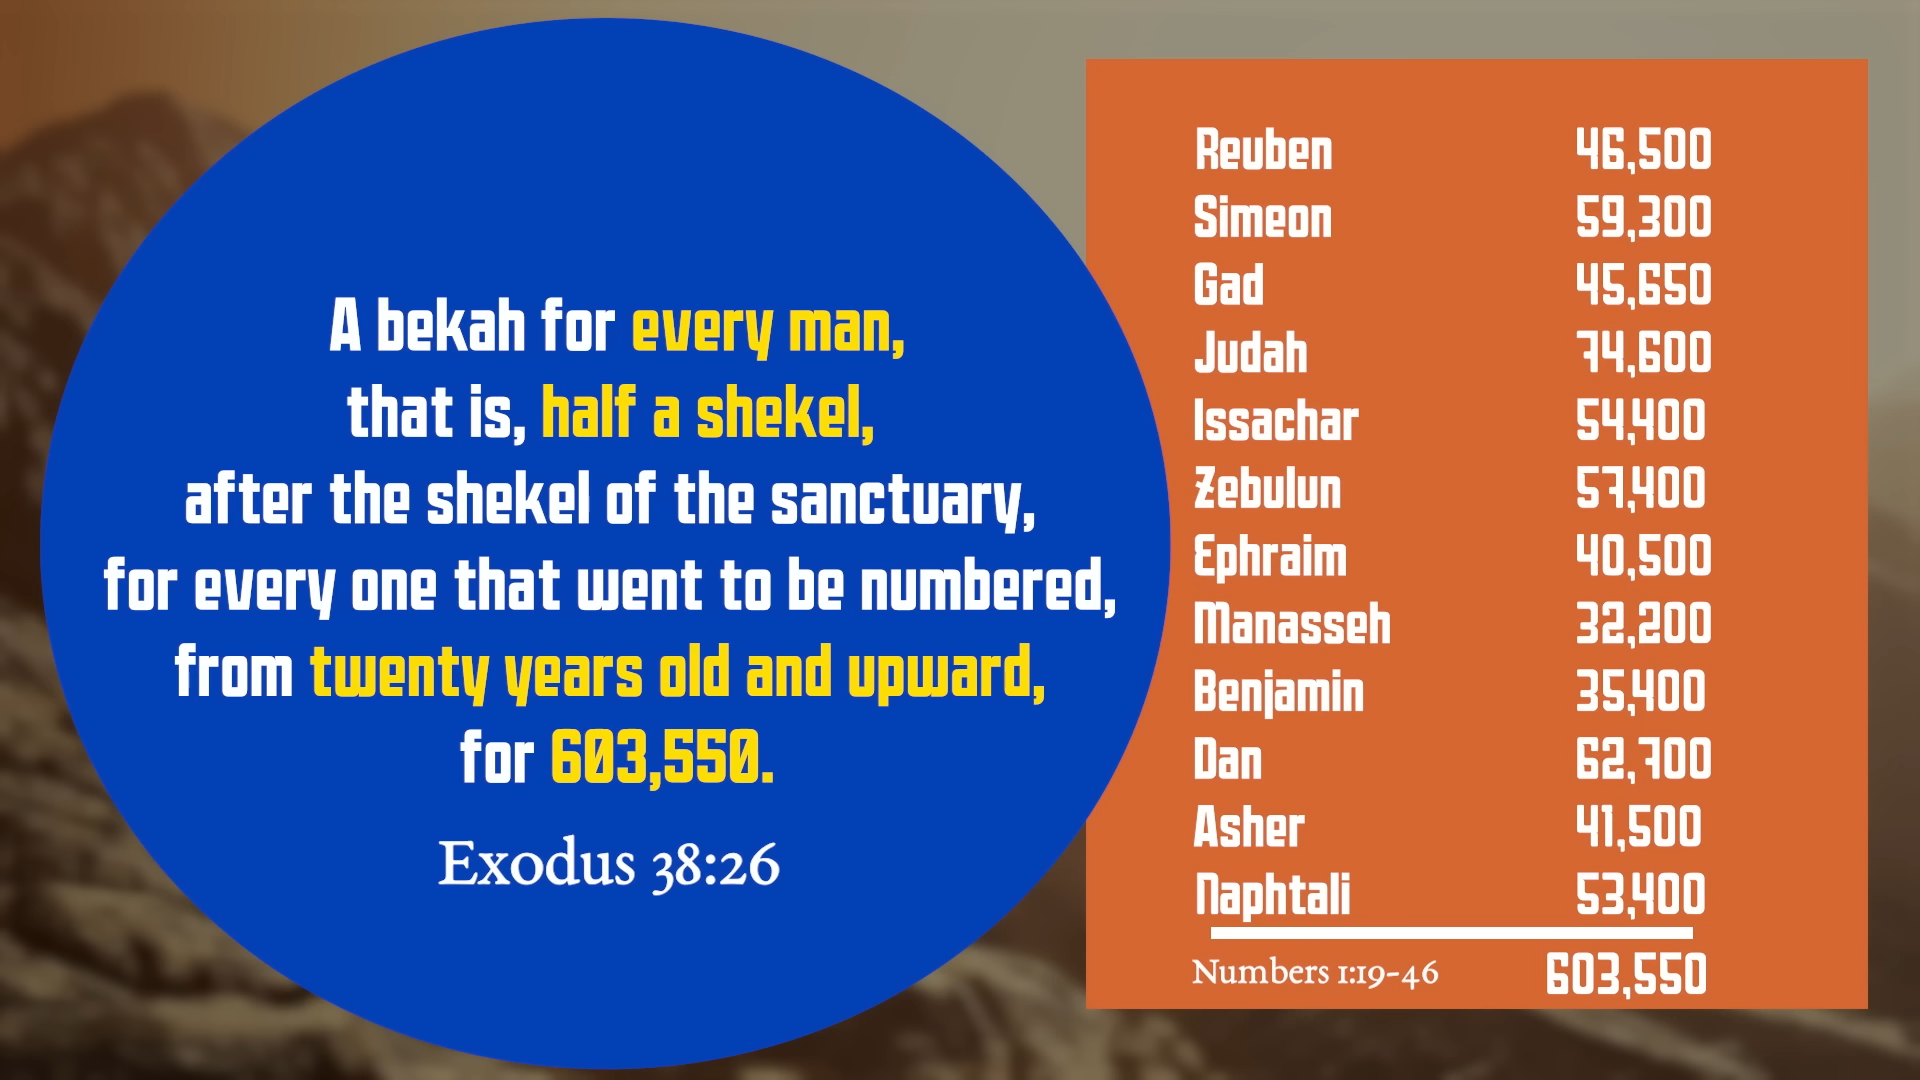 A bekah for every man,
that is, half a shekel,
after the shekel of the sanctuary,
for every one that went to be numbered,
from twenty years old and upward,
for 603,550.
Exodus 38:26
Reuben 46,500
Simeon 59,300
Gad 45,650
Judah 74,600
Issachar 54,400
Zebulun 57,400
Ephraim 40,500
Manasseh 32,200
Benjamin 35,400
Dan 62,700
Asher 41,500
Naphtali 53,400
Numbers 1:19-46 603,550